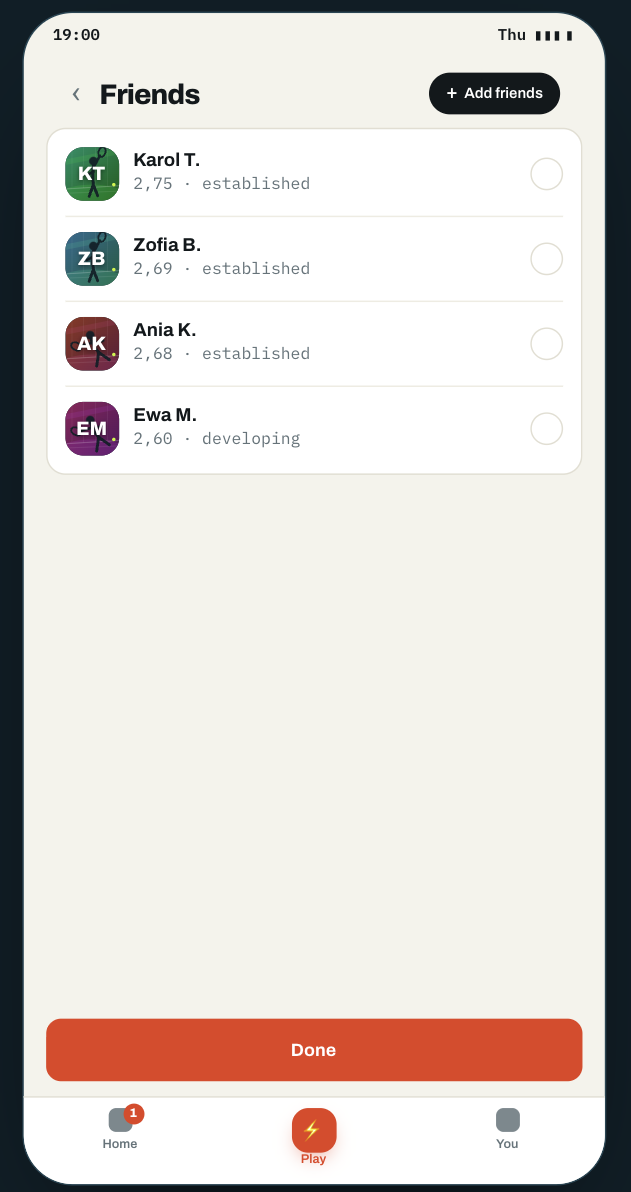 19:00 Thu
‹ Friends + Add friends
KT Karol T.
2,75 · established
ZB Zofia B.
2,69 · established
AK Ania K.
2,68 · established
EM Ewa M.
2,60 · developing
Done
1
Home Play You